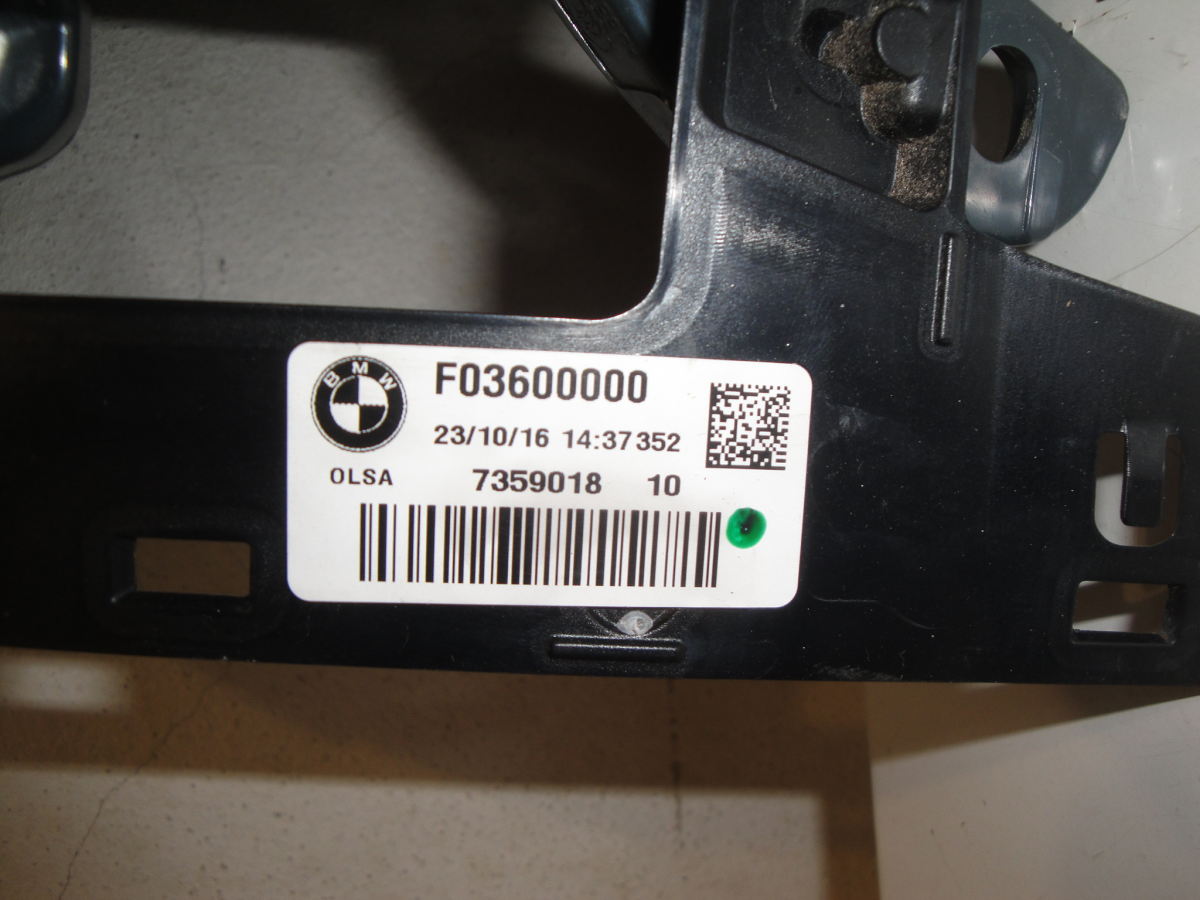 BMW
F03600000
23/10/16 14:37 352
OLSA 7359018 10